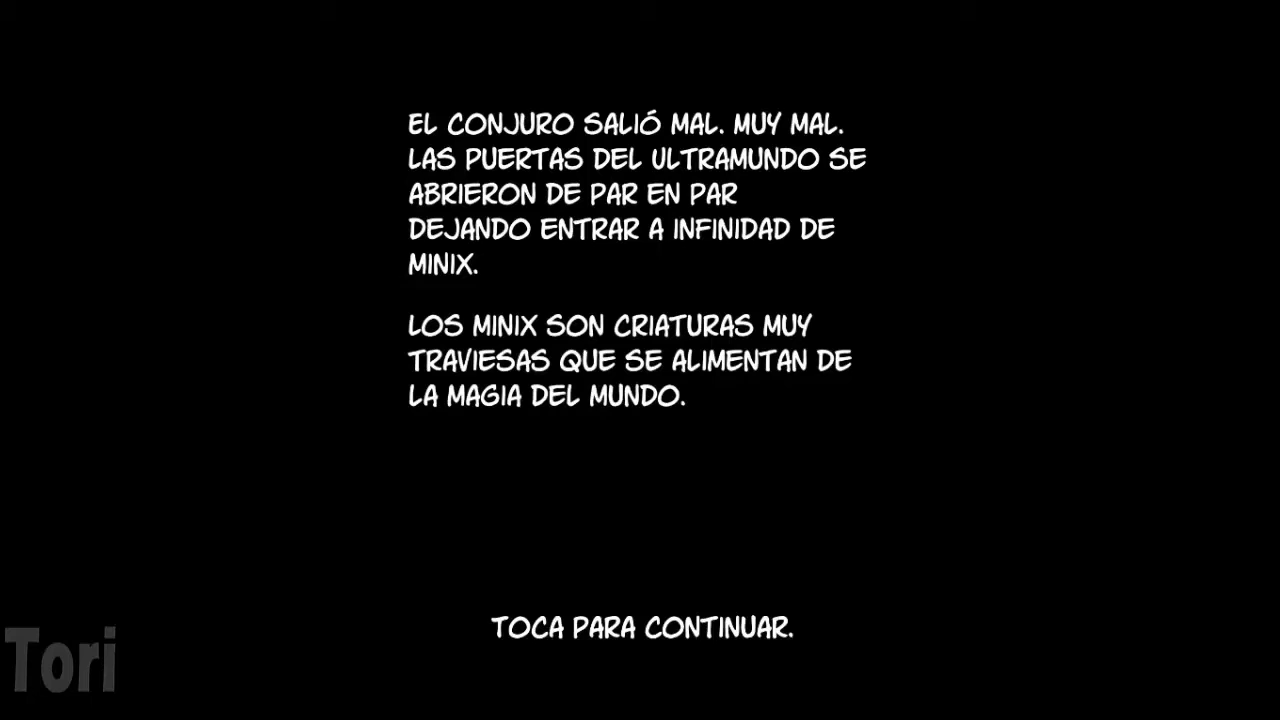 EL CONJURO SALIÓ MAL. MUY MAL.
LAS PUERTAS DEL ULTRAMUNDO SE
ABRIERON DE PAR EN PAR
DEJANDO ENTRAR A INFINIDAD DE
MINIX.
LOS MINIX SON CRIATURAS MUY
TRAVIESAS QUE SE ALIMENTAN DE
LA MAGIA DEL MUNDO.
TOCA PARA CONTINUAR.
Tori